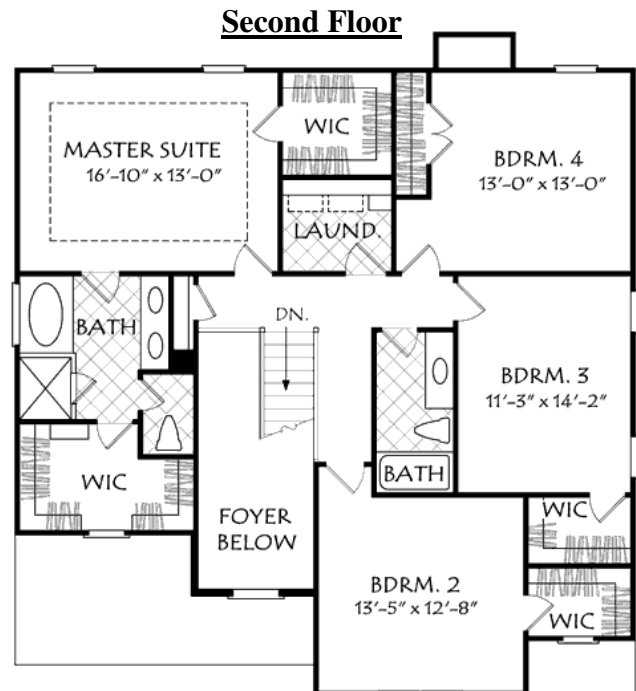 Second Floor
MASTER SUITE
16'-10" x 13'-0"
WIC
BDRM. 4
13'-0" x 13'-0"
LAUND.
BATH
DN.
BDRM. 3
11'-3" x 14'-2"
WIC
BATH
FOYER
BELOW
WIC
BDRM. 2
13'-5" x 12'-8"
WIC